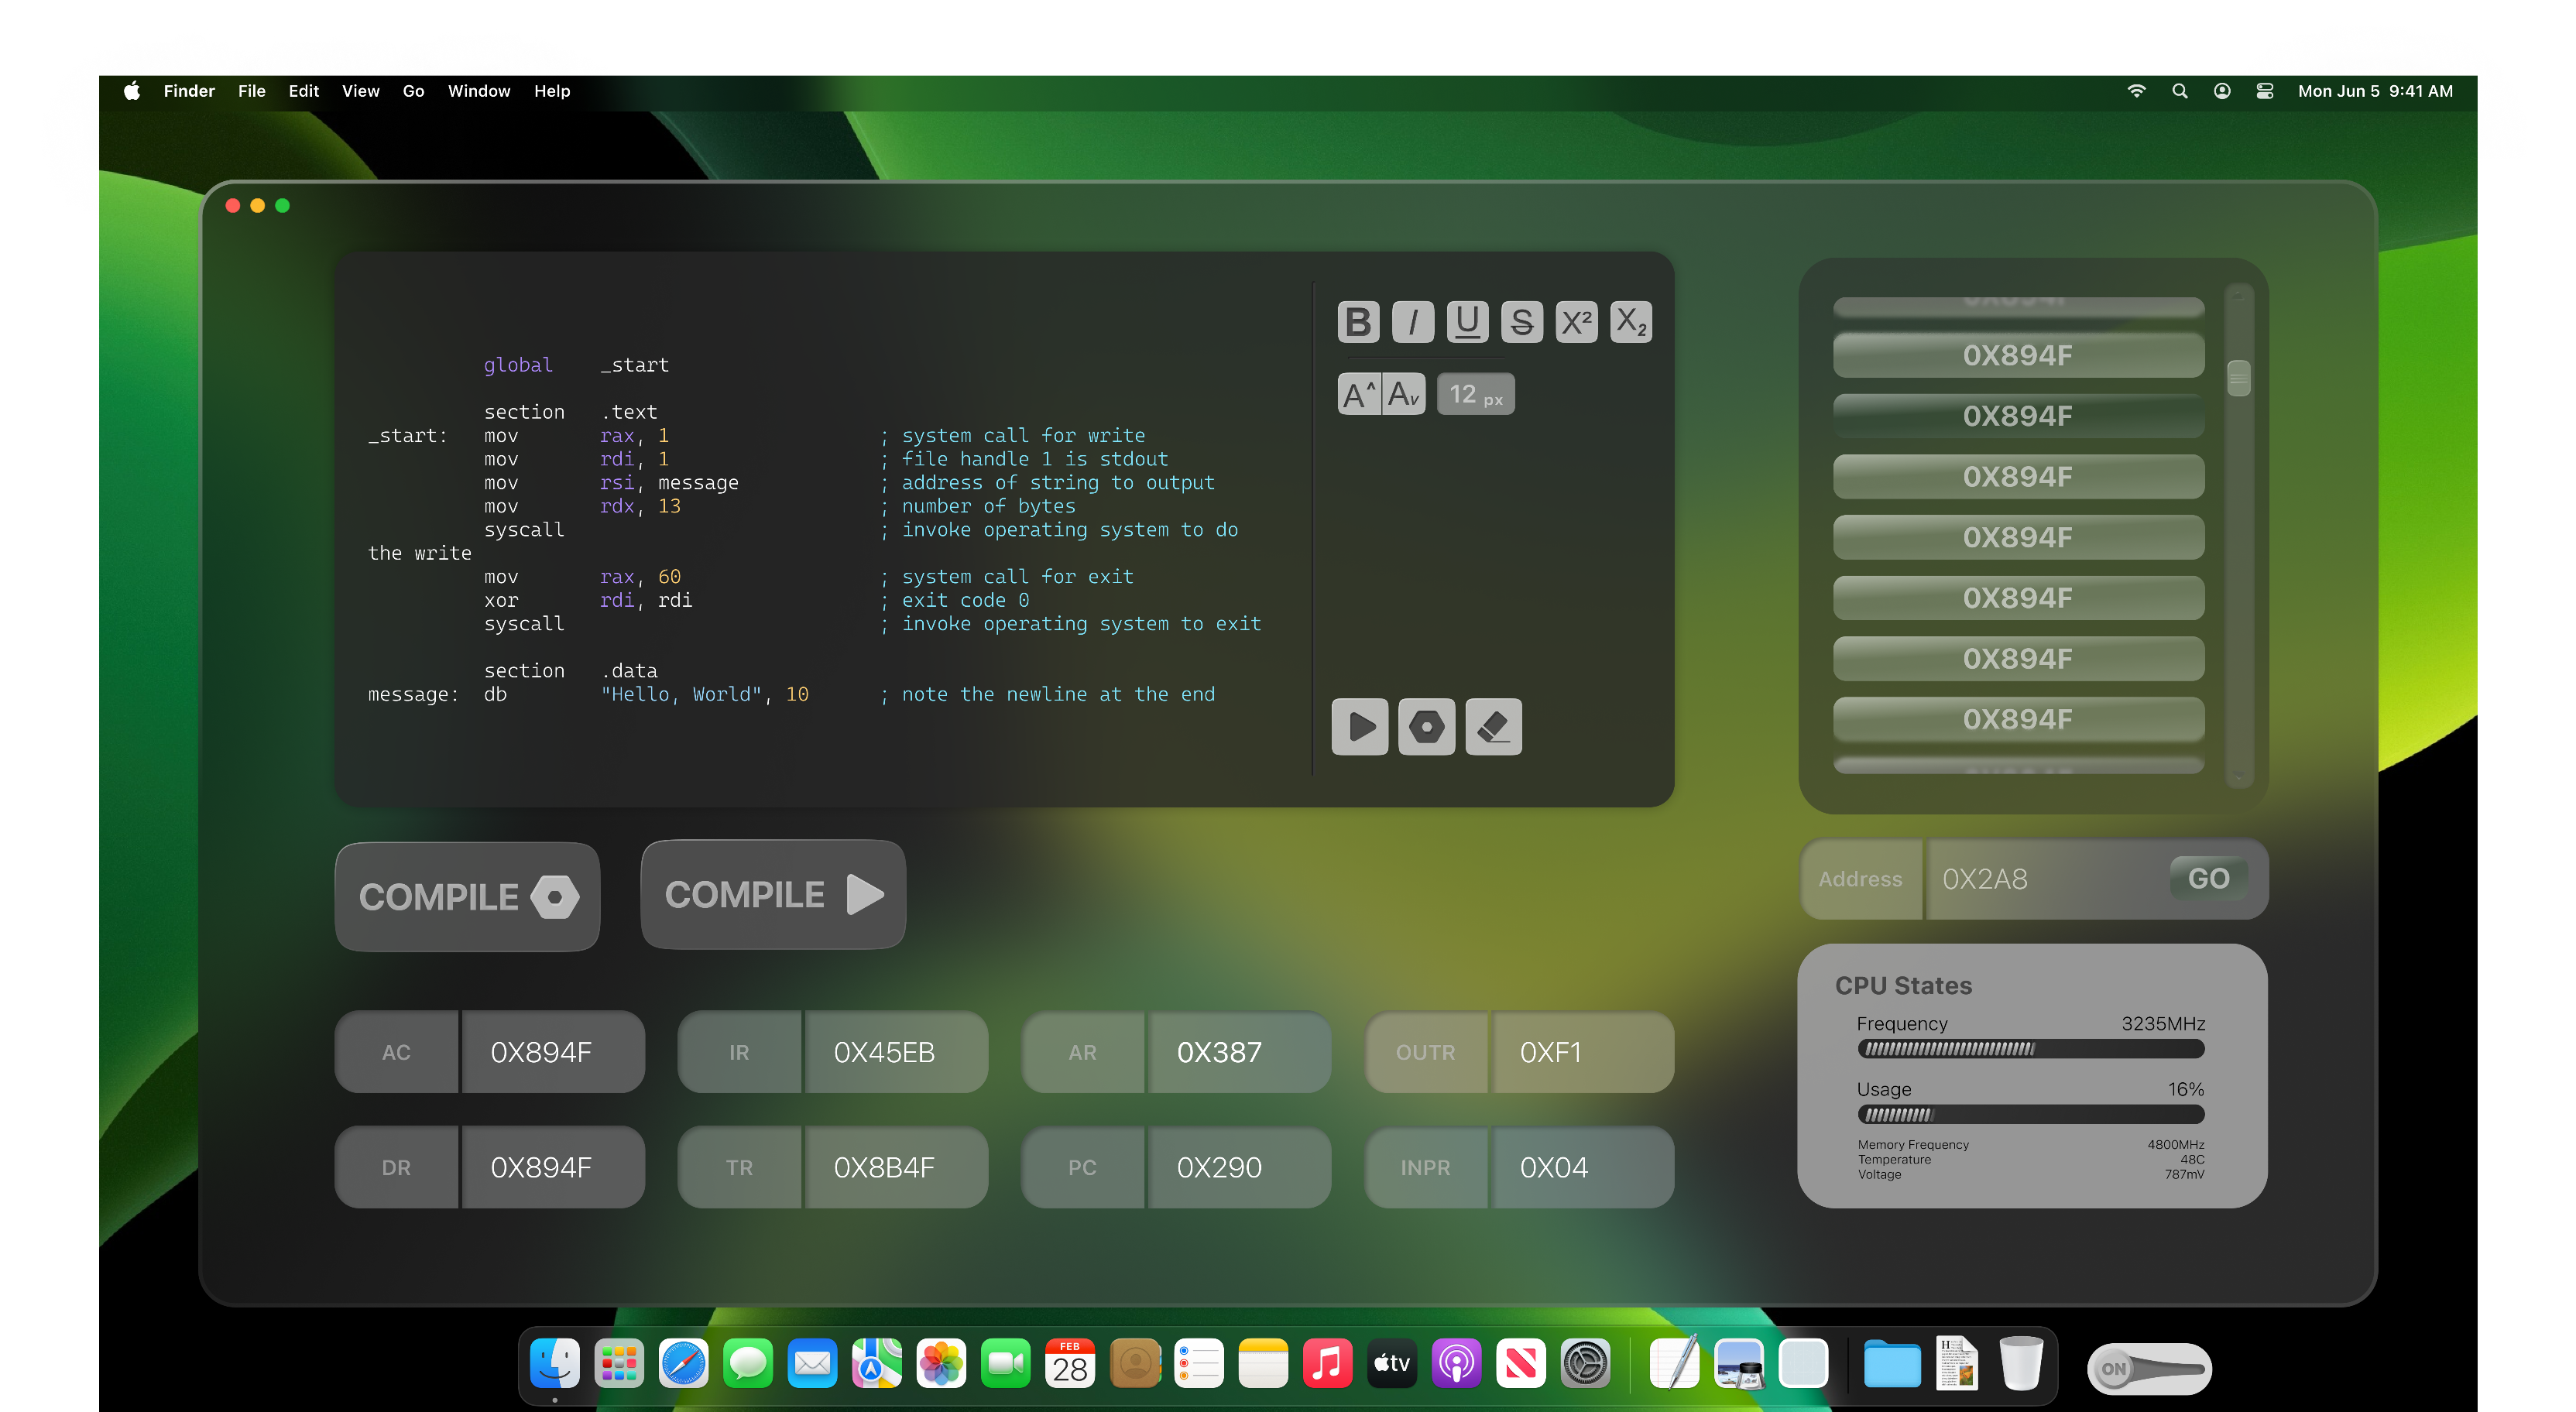 Finder File Edit View Go Window Help
Mon Jun 5 9:41 AM
global _start
section .text
_start: mov rax, 1 ; system call for write
mov rdi, 1 ; file handle 1 is stdout
mov rsi, message ; address of string to output
mov rdx, 13 ; number of bytes
syscall ; invoke operating system to do
the write
mov rax, 60 ; system call for exit
xor rdi, rdi ; exit code 0
syscall ; invoke operating system to exit
section .data
message: db "Hello, World", 10 ; note the newline at the end
B I U S X² X₂
A^ Av 12 px
0X894F
0X894F
0X894F
0X894F
0X894F
0X894F
0X894F
COMPILE
COMPILE
Address 0X2A8 GO
AC 0X894F
IR 0X45EB
AR 0X387
OUTR 0XF1
DR 0X894F
TR 0X8B4F
PC 0X290
INPR 0X04
CPU States
Frequency 3235MHz
Usage 16%
Memory Frequency 4800MHz
Temperature 48C
Voltage 787mV
FEB
28
tv
ON